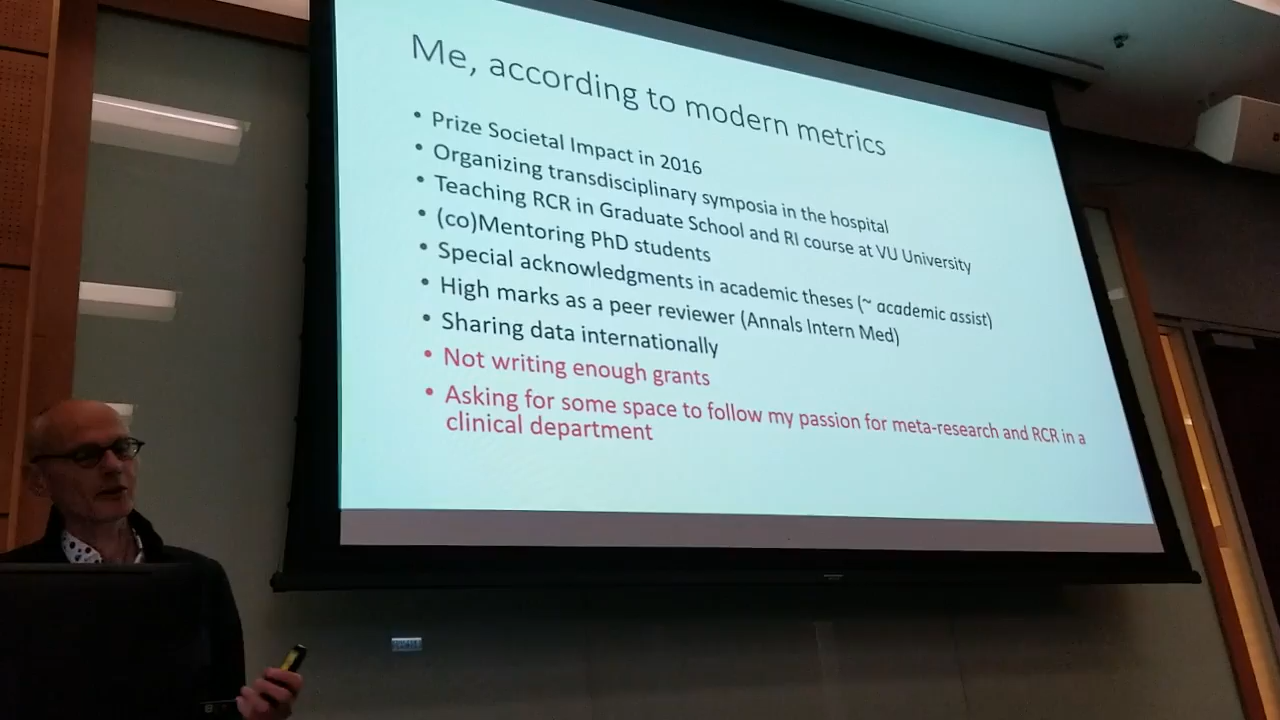 Me, according to modern metrics
• Prize Societal Impact in 2016
• Organizing transdisciplinary symposia in the hospital
• Teaching RCR in Graduate School and RI course at VU University
• (co)Mentoring PhD students
• Special acknowledgments in academic theses (~ academic assist)
• High marks as a peer reviewer (Annals Intern Med)
• Sharing data internationally
• Not writing enough grants
• Asking for some space to follow my passion for meta-research and RCR in a
clinical department